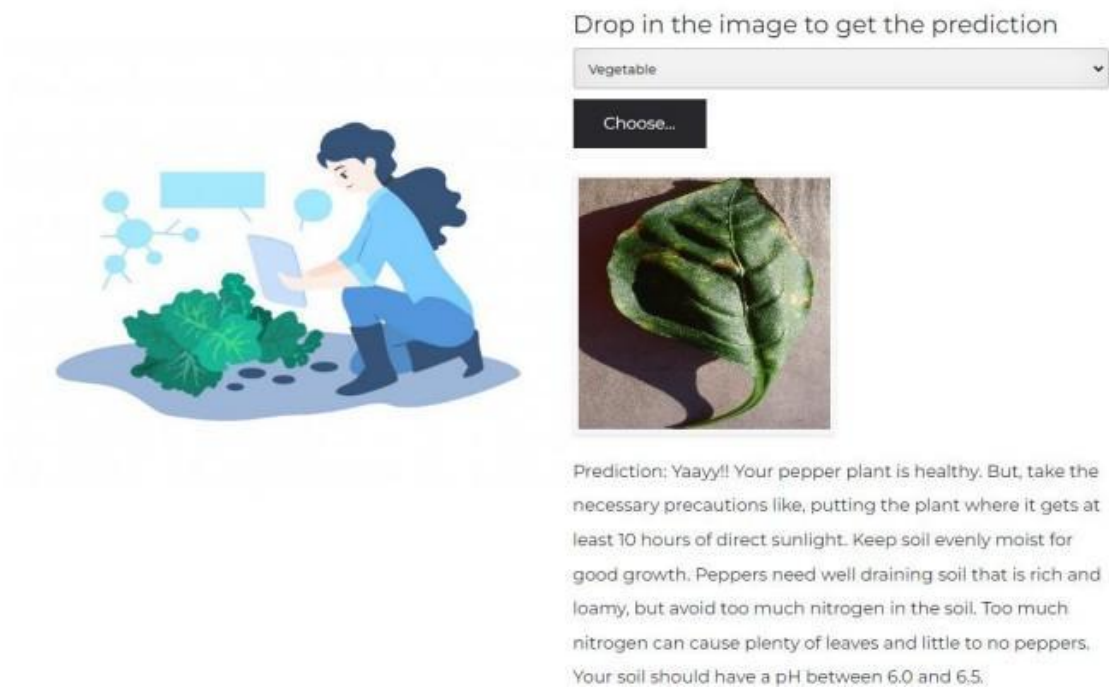 Drop in the image to get the prediction
Vegetable
Choose...
Prediction: Yaayy!! Your pepper plant is healthy. But, take the
necessary precautions like, putting the plant where it gets at
least 10 hours of direct sunlight. Keep soil evenly moist for
good growth. Peppers need well draining soil that is rich and
loamy, but avoid too much nitrogen in the soil. Too much
nitrogen can cause plenty of leaves and little to no peppers.
Your soil should have a pH between 6.0 and 6.5.